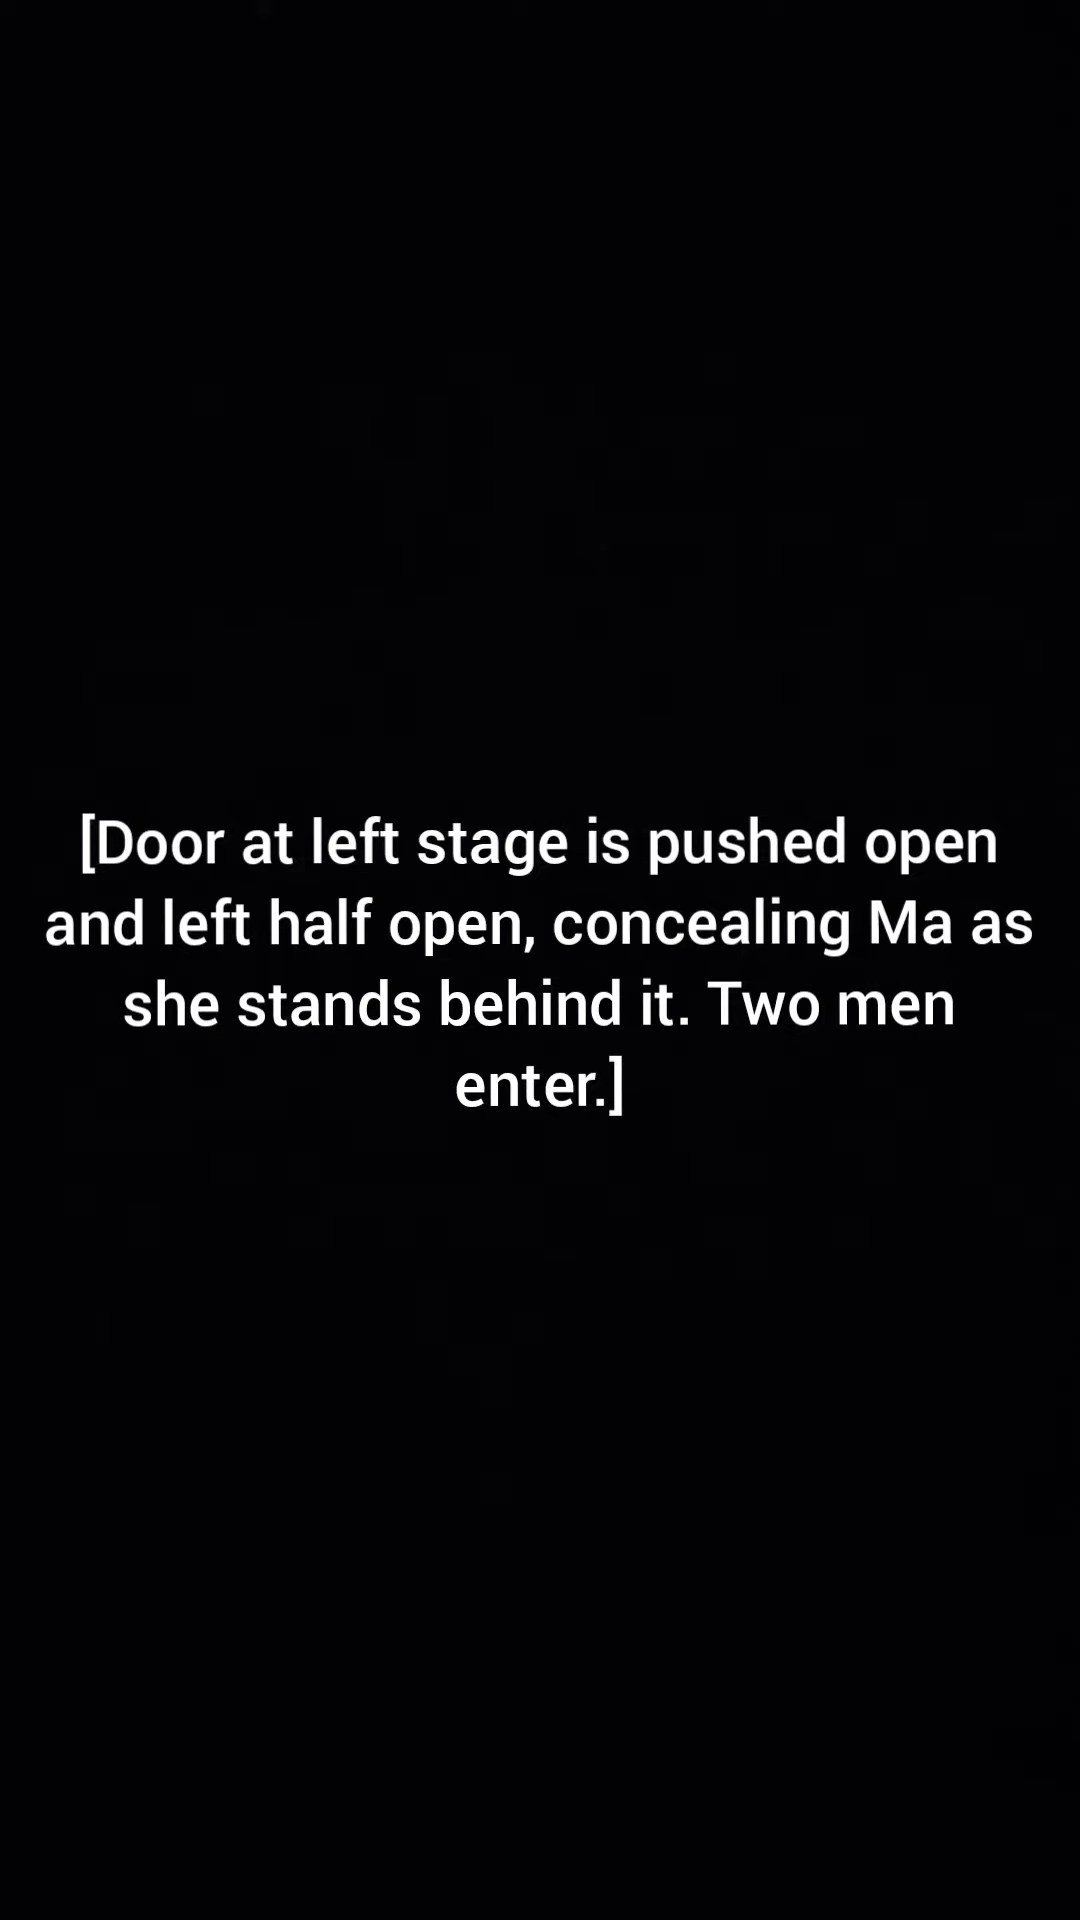 [Door at left stage is pushed open
and left half open, concealing Ma as
she stands behind it. Two men
enter.]